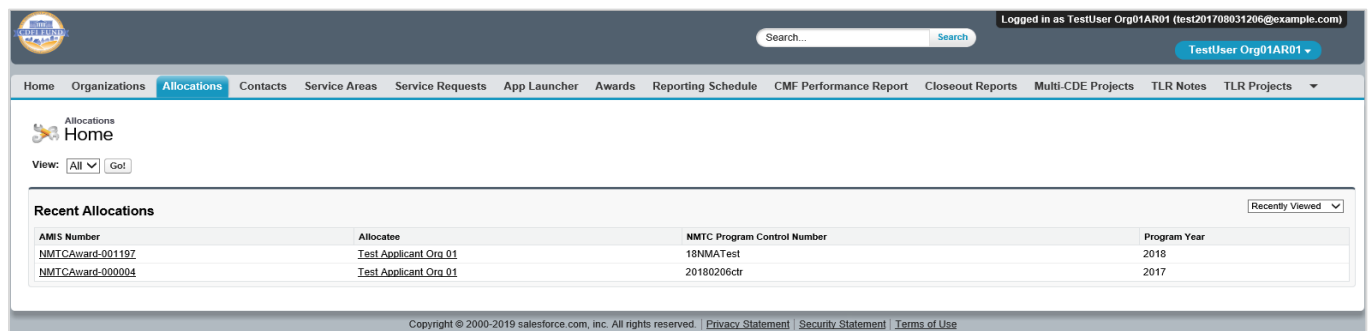 THE
CDFI FUND
Logged in as TestUser Org01AR01 (test201708031206@example.com)
Search... Search
TestUser Org01AR01
Home Organizations Allocations Contacts Service Areas Service Requests App Launcher Awards Reporting Schedule CMF Performance Report Closeout Reports Multi-CDE Projects TLR Notes TLR Projects
Allocations
Home
View: All Go!
Recent Allocations Recently Viewed
AMIS Number Allocatee NMTC Program Control Number Program Year
NMTCAward-001197 Test Applicant Org 01 18NMATest 2018
NMTCAward-000004 Test Applicant Org 01 20180206ctr 2017
Copyright © 2000-2019 salesforce.com, inc. All rights reserved. | Privacy Statement | Security Statement | Terms of Use